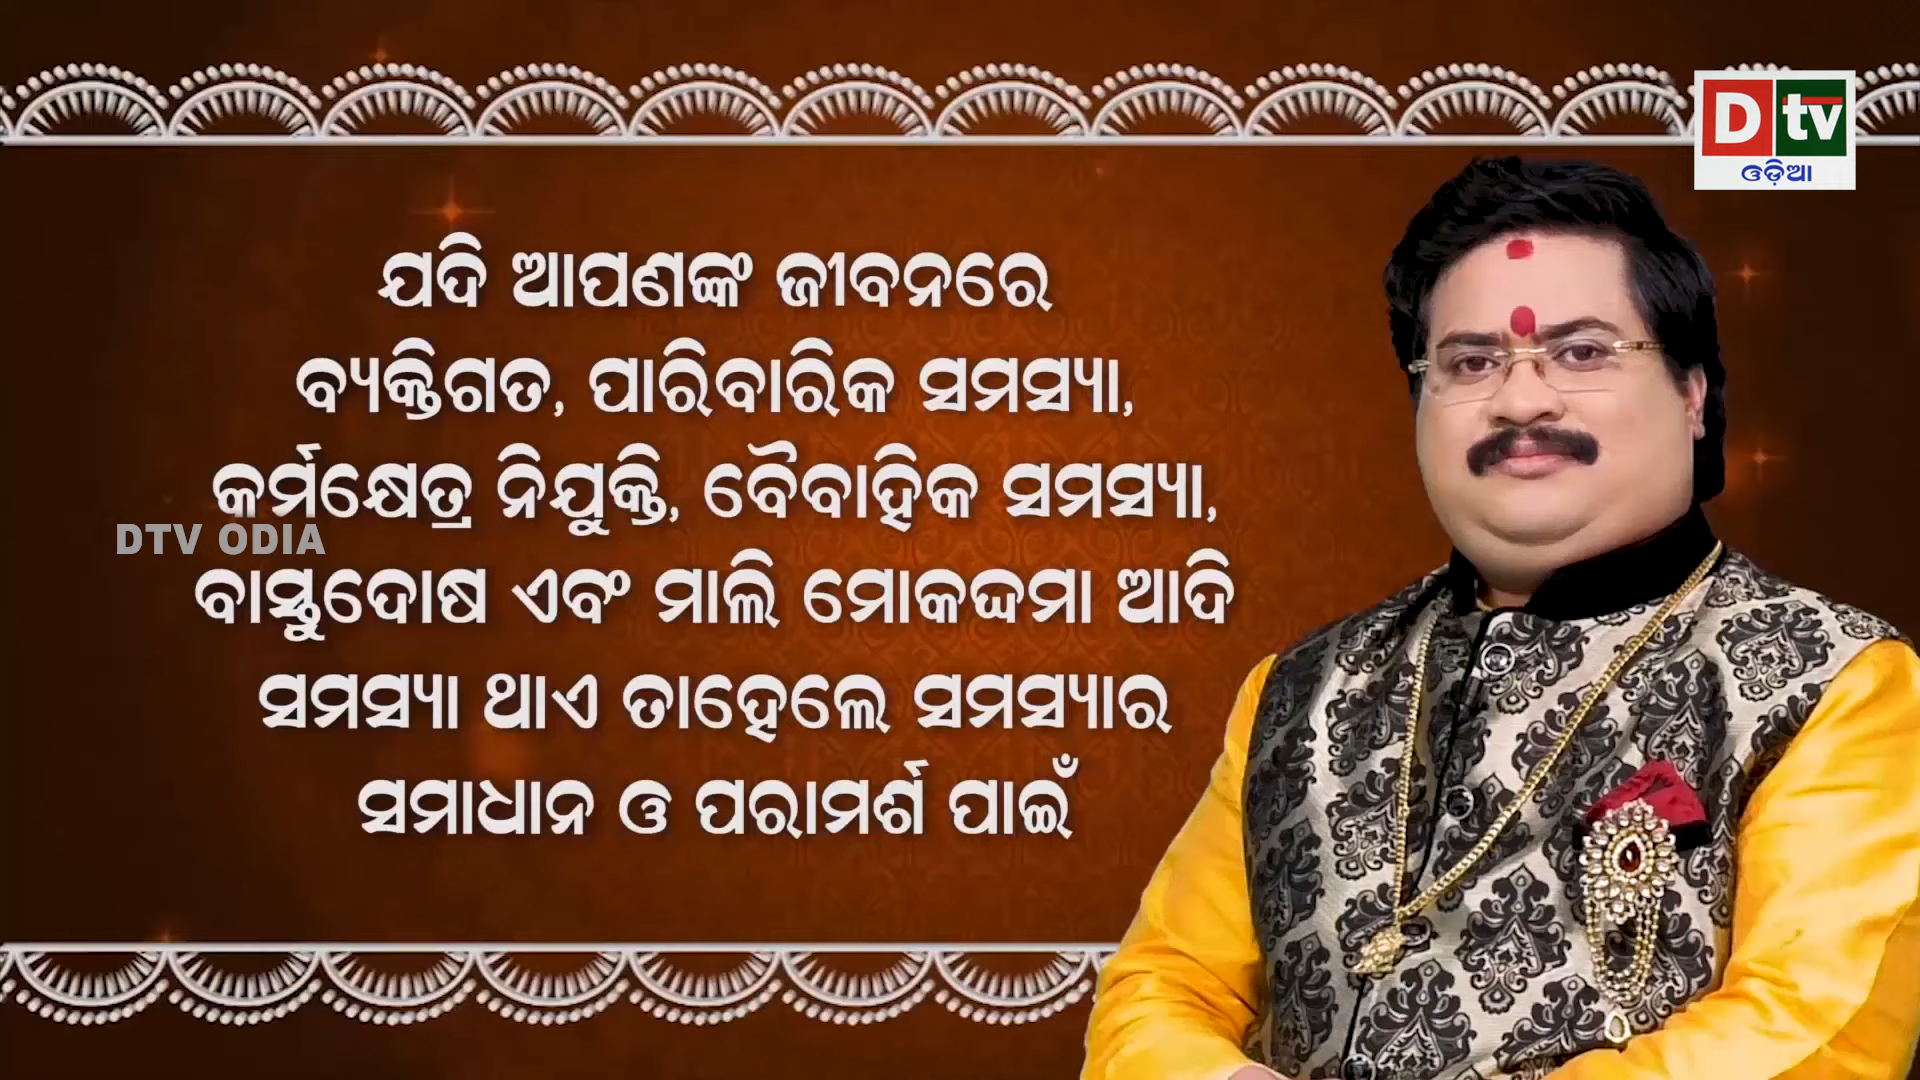 Dtv
ଓଡ଼ିଆ
ଯଦି ଆପଣଙ୍କ ଜୀବନରେ
ବ୍ୟକ୍ତିଗତ, ପାରିବାରିକ ସମସ୍ୟା,
କର୍ମକ୍ଷେତ୍ର ନିଯୁକ୍ତି, ବୈବାହିକ ସମସ୍ୟା,
DTV ODIA
ବାସ୍ତୁଦୋଷ ଏବଂ ମାଲି ମୋକଦ୍ଦମା ଆଦି
ସମସ୍ୟା ଥାଏ ତାହେଲେ ସମସ୍ୟାର
ସମାଧାନ ଓ ପରାମର୍ଶ ପାଇଁ